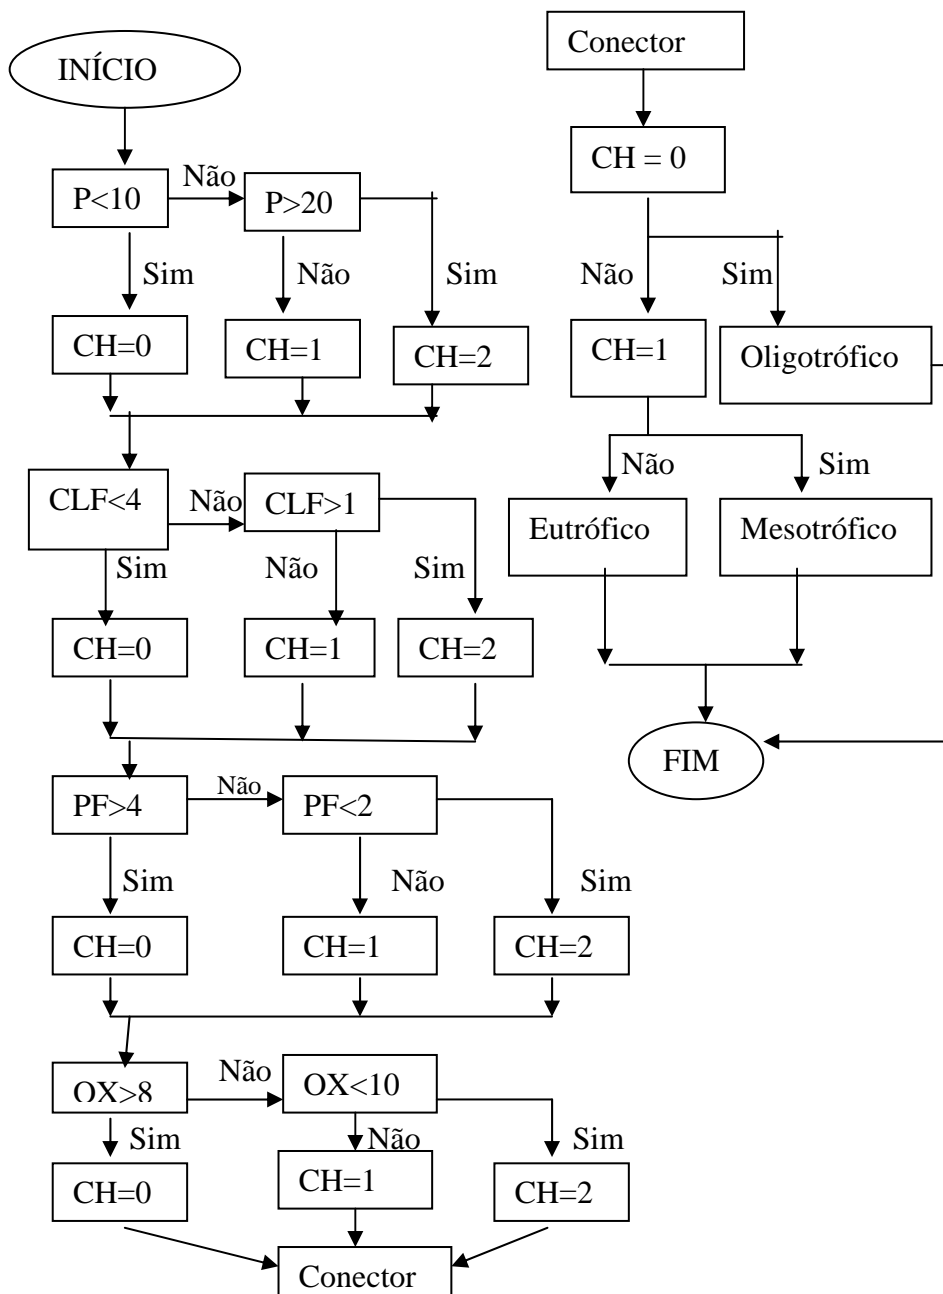 INÍCIO
P<10
Não
P>20
Sim
Não
Sim
CH=0
CH=1
CH=2
CLF<4
Não
CLF>1
Sim
Não
Sim
CH=0
CH=1
CH=2
PF>4
Não
PF<2
Sim
Não
Sim
CH=0
CH=1
CH=2
OX>8
Não
OX<10
Sim
Não
Sim
CH=0
CH=1
CH=2
Conector
Conector
CH = 0
Não
Sim
CH=1
Oligotrófico
Não
Sim
Eutrófico
Mesotrófico
FIM